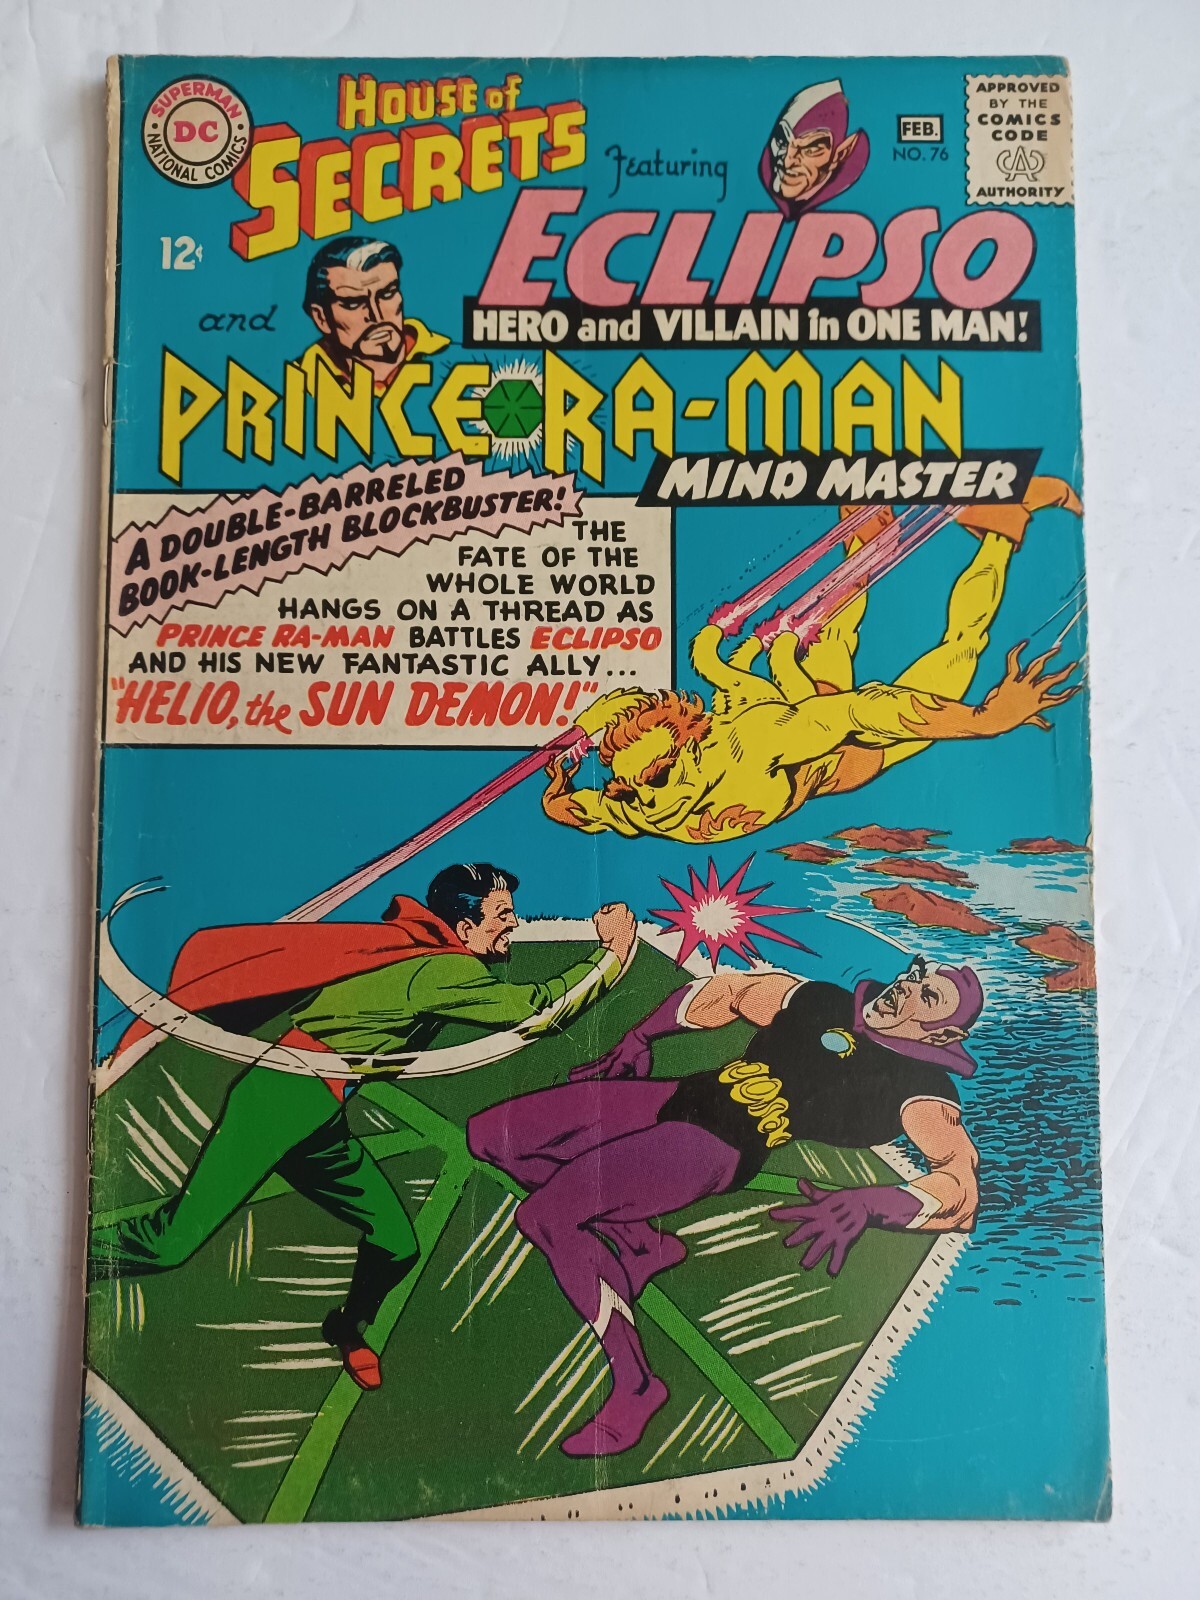 SUPERMAN
DC
NATIONAL COMICS
HOUSE of
SECRETS
Featuring
FEB.
NO. 76
APPROVED
BY THE
COMICS
CODE
CA
AUTHORITY
12¢
ECLIPSO
HERO and VILLAIN in ONE MAN!
and
PRINCE RA-MAN
MIND MASTER
A DOUBLE-BARRELED
BOOK-LENGTH BLOCKBUSTER!
THE
FATE OF THE
WHOLE WORLD
HANGS ON A THREAD AS
PRINCE RA-MAN BATTLES ECLIPSO
AND HIS NEW FANTASTIC ALLY...
"HELIO, the SUN DEMON!"